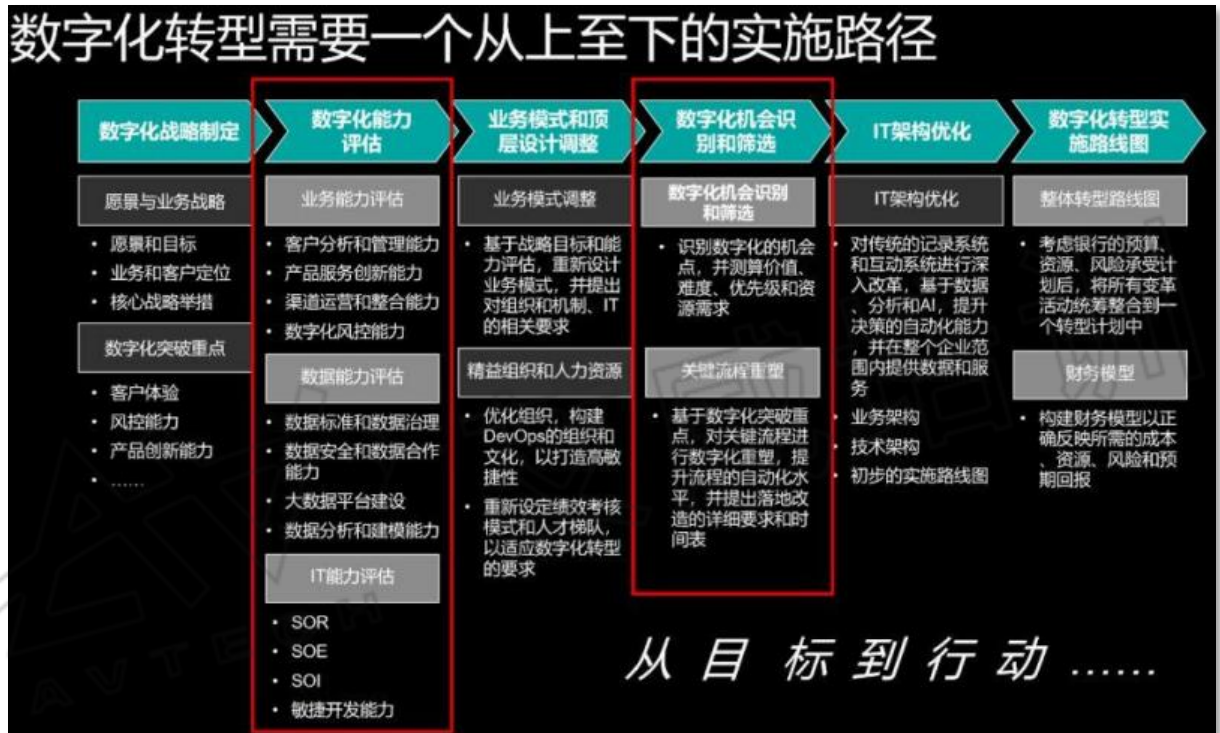 数字化转型需要一个从上至下的实施路径
数字化战略制定
愿景与业务战略
• 愿景和目标
• 业务和客户定位
• 核心战略举措
数字化突破重点
• 客户体验
• 风控能力
• 产品创新能力
• ......
数字化能力
评估
业务能力评估
• 客户分析和管理能力
• 产品服务创新能力
• 渠道运营和整合能力
• 数字化风控能力
数据能力评估
• 数据标准和数据治理
• 数据安全和数据合作
能力
• 大数据平台建设
• 数据分析和建模能力
IT能力评估
• SOR
• SOE
• SOI
• 敏捷开发能力
业务模式和顶
层设计调整
业务模式调整
• 基于战略目标和能
力评估，重新设计
业务模式，并提出
对组织和机制、IT
的相关要求
精益组织和人力资源
• 优化组织，构建
DevOps的组织和
文化，以打造高敏
捷性
• 重新设定绩效考核
模式和人才梯队，
以适应数字化转型
的要求
数字化机会识
别和筛选
数字化机会识别
和筛选
• 识别数字化的机会
点，并测算价值、
难度、优先级和资
源需求
关键流程重塑
• 基于数字化突破重
点，对关键流程进
行数字化重塑，提
升流程的自动化水
平，并提出落地改
造的详细要求和时
间表
IT架构优化
IT架构优化
• 对传统的记录系统
和互动系统进行深
入改革，基于数据
、分析和AI，提升
决策的自动化能力
，并在整个企业范
围内提供数据和服
务
• 业务架构
• 技术架构
• 初步的实施路线图
数字化转型实
施路线图
整体转型路线图
• 考虑银行的预算、
资源、风险承受计
划后，将所有变革
活动统筹整合到一
个转型计划中
财务模型
• 构建财务模型以正
确反映所需的成本
、资源、风险和预
期回报
从目标到行动......
AVTECH